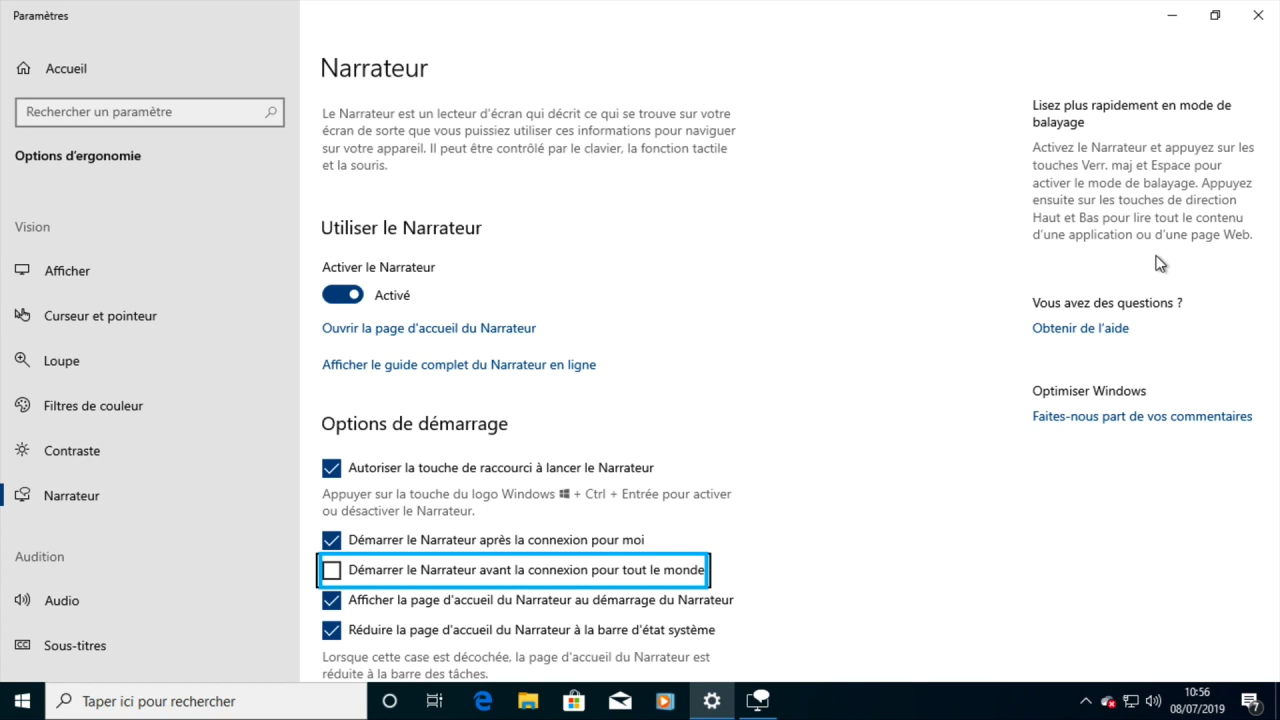 Paramètres
Accueil
Rechercher un paramètre
Options d'ergonomie
Vision
Afficher
Curseur et pointeur
Loupe
Filtres de couleur
Contraste
Narrateur
Audition
Audio
Sous-titres
Narrateur
Le Narrateur est un lecteur d'écran qui décrit ce qui se trouve sur votre
écran de sorte que vous puissiez utiliser ces informations pour naviguer
sur votre appareil. Il peut être contrôlé par le clavier, la fonction tactile
et la souris.
Utiliser le Narrateur
Activer le Narrateur
Activé
Ouvrir la page d'accueil du Narrateur
Afficher le guide complet du Narrateur en ligne
Options de démarrage
Autoriser la touche de raccourci à lancer le Narrateur
Appuyer sur la touche du logo Windows + Ctrl + Entrée pour activer
ou désactiver le Narrateur.
Démarrer le Narrateur après la connexion pour moi
Démarrer le Narrateur avant la connexion pour tout le monde
Afficher la page d'accueil du Narrateur au démarrage du Narrateur
Réduire la page d'accueil du Narrateur à la barre d'état système
Lorsque cette case est décochée, la page d'accueil du Narrateur est
réduite à la barre des tâches.
Lisez plus rapidement en mode de
balayage
Activez le Narrateur et appuyez sur les
touches Verr. maj et Espace pour
activer le mode de balayage. Appuyez
ensuite sur les touches de direction
Haut et Bas pour lire tout le contenu
d'une application ou d'une page Web.
Vous avez des questions ?
Obtenir de l'aide
Optimiser Windows
Faites-nous part de vos commentaires
Taper ici pour rechercher
10:56
08/07/2019
7